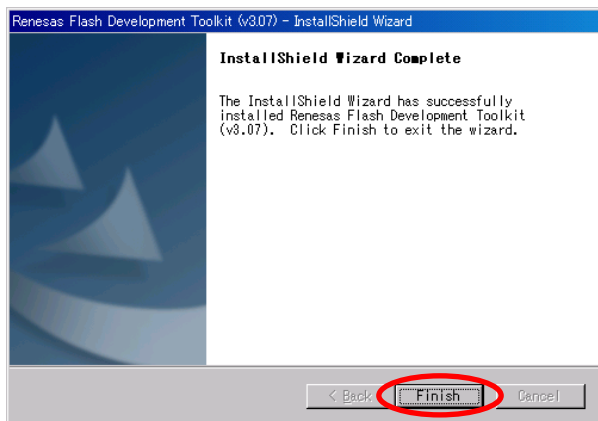 Renesas Flash Development Toolkit (v3.07) - InstallShield Wizard
InstallShield Wizard Complete
The InstallShield Wizard has successfully
installed Renesas Flash Development Toolkit
(v3.07). Click Finish to exit the wizard.
< Back Finish Cancel